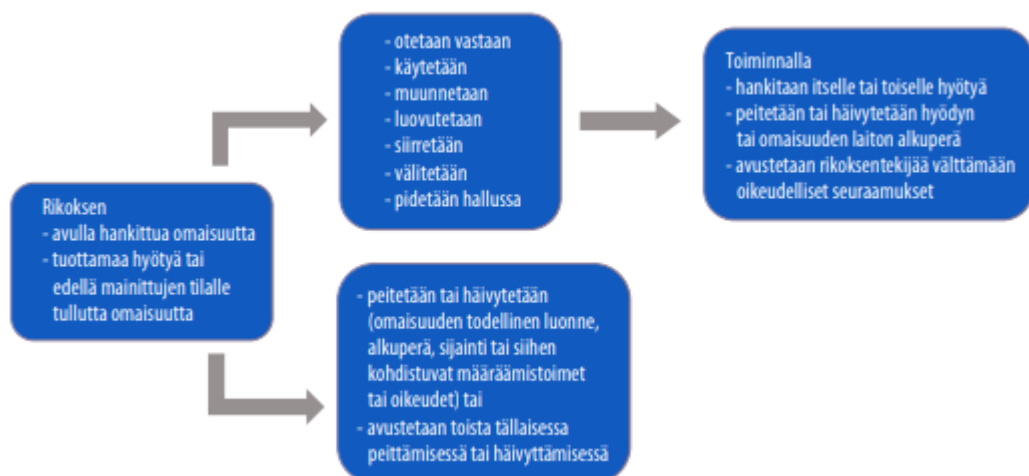 Rikoksen
- avulla hankittua omaisuutta
- tuottamaa hyötyä tai
edellä mainittujen tilalle
tullutta omaisuutta
- otetaan vastaan
- käytetään
- muunnetaan
- luovutetaan
- siirretään
- välitetään
- pidetään hallussa
Toiminnalla
- hankitaan itselle tai toiselle hyötyä
- peitetään tai häivytetään hyödyn
tai omaisuuden laiton alkuperä
- avustetaan rikoksentekijää välttämään
oikeudelliset seuraamukset
- peitetään tai häivytetään
(omaisuuden todellinen luonne,
alkuperä, sijainti tai siihen
kohdistuvat määräämistoimet
tai oikeudet) tai
- avustetaan toista tällaisessa
peittämisessä tai häivyttämisessä